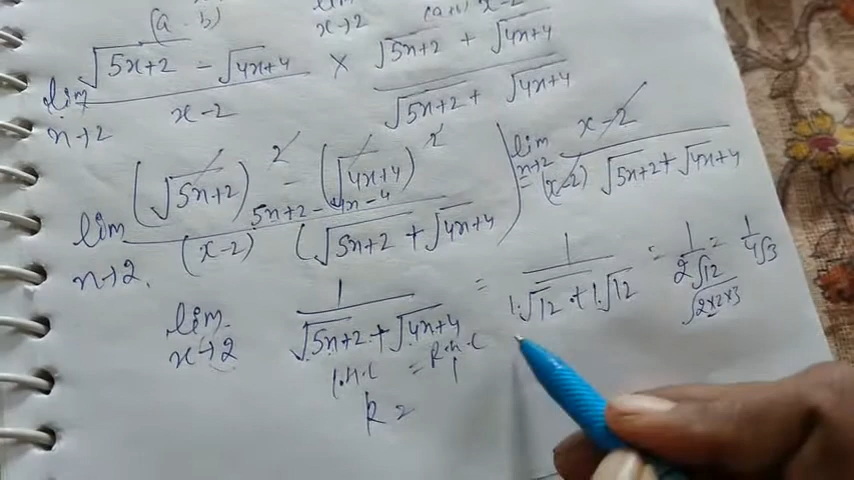 (a - b) lim x→2 (a+b) x-2
lim x→2 √5x+2 - √4x+4 / x-2 × √5x+2 + √4x+4 / √5x+2 + √4x+4
lim x→2 (√5x+2)² - (√4x+4)² / (x-2) (√5x+2 + √4x+4) = lim x→2 x-2 / (x-2) √5x+2 + √4x+4
5x+2 - 4x-4
lim x→2 1 / √5x+2 + √4x+4 = 1 / 1·√12 + 1·√12 = 1 / 2√12 = 1 / 4√3
√2×2×3
L.H.L = R.H.L
k =